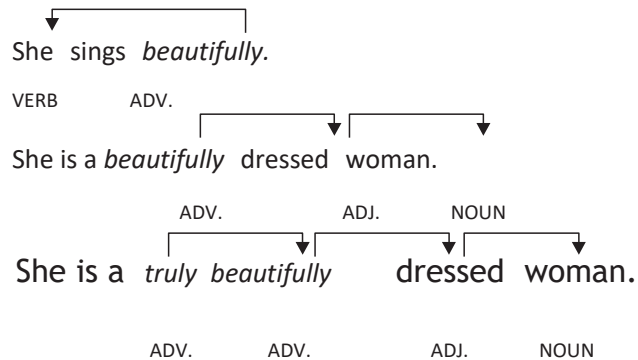 She sings beautifully.
VERB ADV.
She is a beautifully dressed woman.
ADV. ADJ. NOUN
She is a truly beautifully dressed woman.
ADV. ADV. ADJ. NOUN